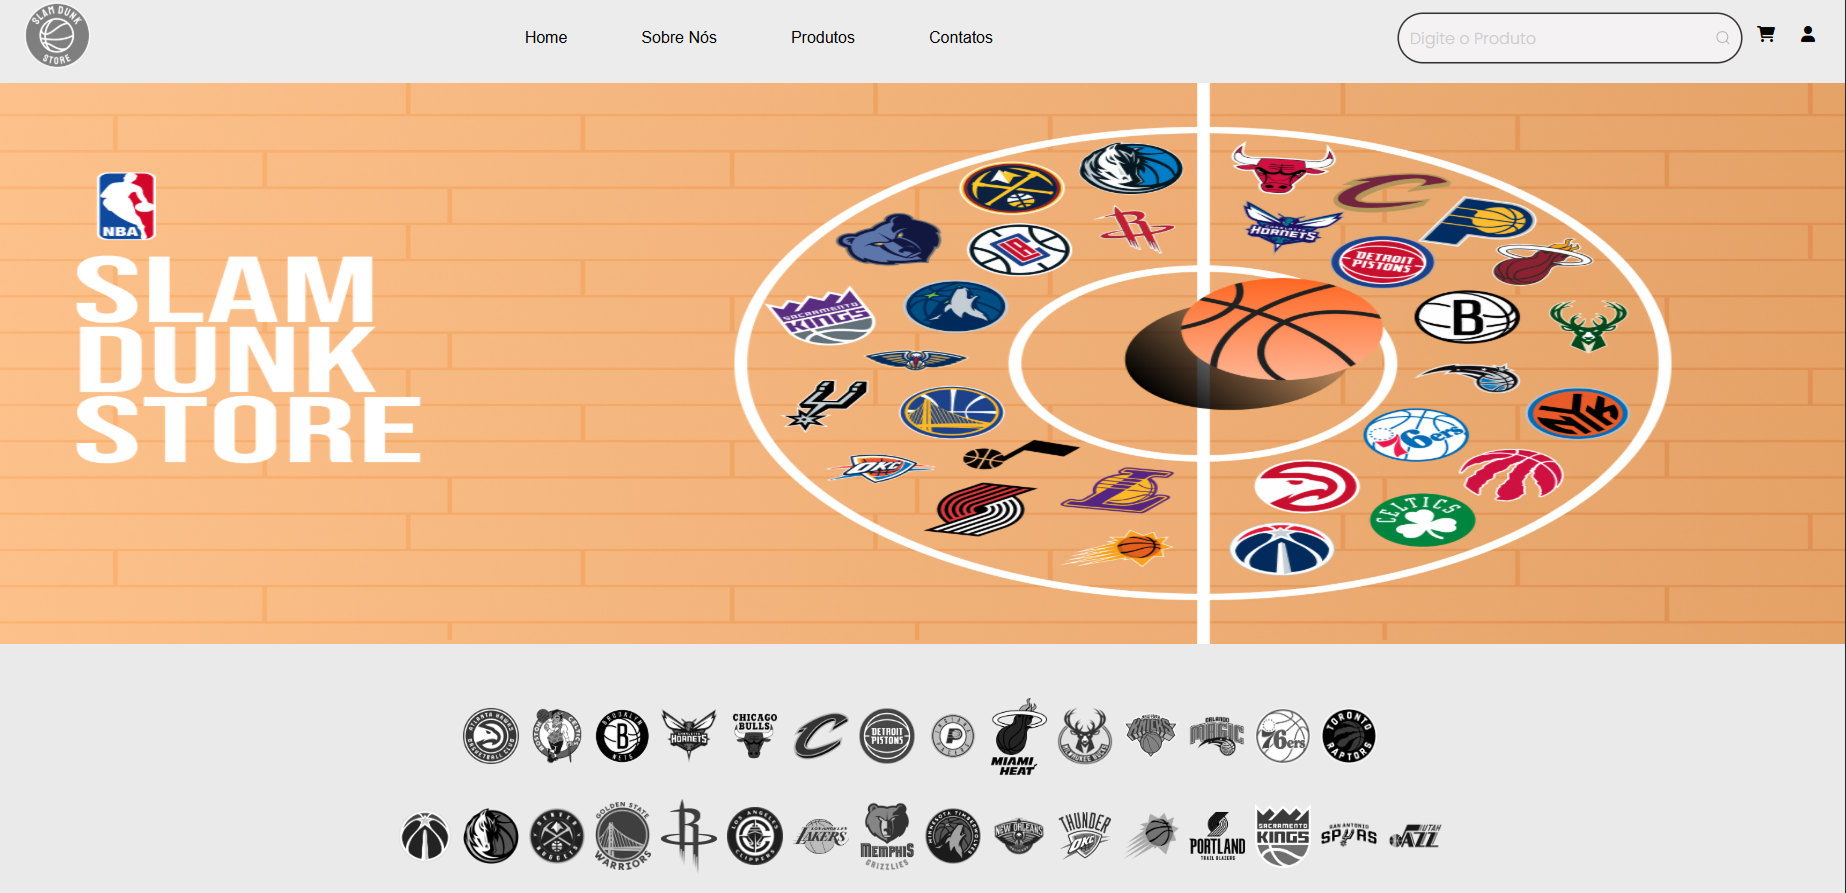 SLAM DUNK
STORE
Home
Sobre Nós
Produtos
Contatos
Digite o Produto
NBA
SLAM
DUNK
STORE
CHARLOTTE
HORNETS
DETROIT
PISTONS
SACRAMENTO
KINGS
B
76ers
NYK
OKC
CELTICS
ATLANTA HAWKS
BASKETBALL CLUB
BOSTON
CELTICS
BROOKLYN
B
NETS
CHARLOTTE
HORNETS
CHICAGO
BULLS
C
DETROIT
PISTONS
P
MIAMI
HEAT
MILWAUKEE BUCKS
NEW YORK
KNICKS
ORLANDO
MAGIC
76ers
TORONTO
RAPTORS
DENVER
NUGGETS
GOLDEN STATE
WARRIORS
R
LOS ANGELES
CLIPPERS
LOS ANGELES
LAKERS
MEMPHIS
GRIZZLIES
MINNESOTA TIMBERWOLVES
NEW ORLEANS
THUNDER
OKC
PORTLAND
TRAIL BLAZERS
SACRAMENTO
KINGS
SAN ANTONIO
SPURS
UTAH
JAZZ